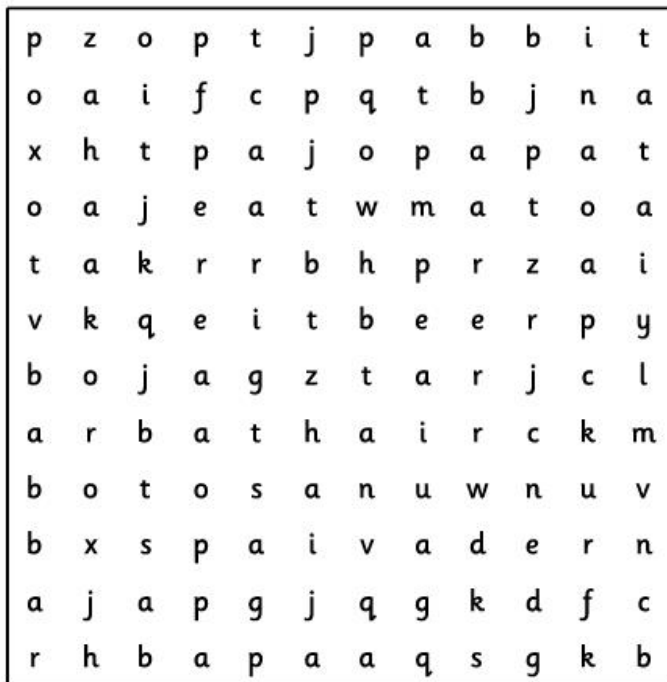 p z o p t j p a b b i t
o a i f c p q t b j n a
x h t p a j o p a p a t
o a j e a t w m a t o a
t a k r r b h p r z a i
v k q e i t b e e r p y
b o j a g z t a r j c l
a r b a t h a i r c k m
b o t o s a n u w n u v
b x s p a i v a d e r n
a j a p g j q g k d f c
r h b a p a a q s g k b